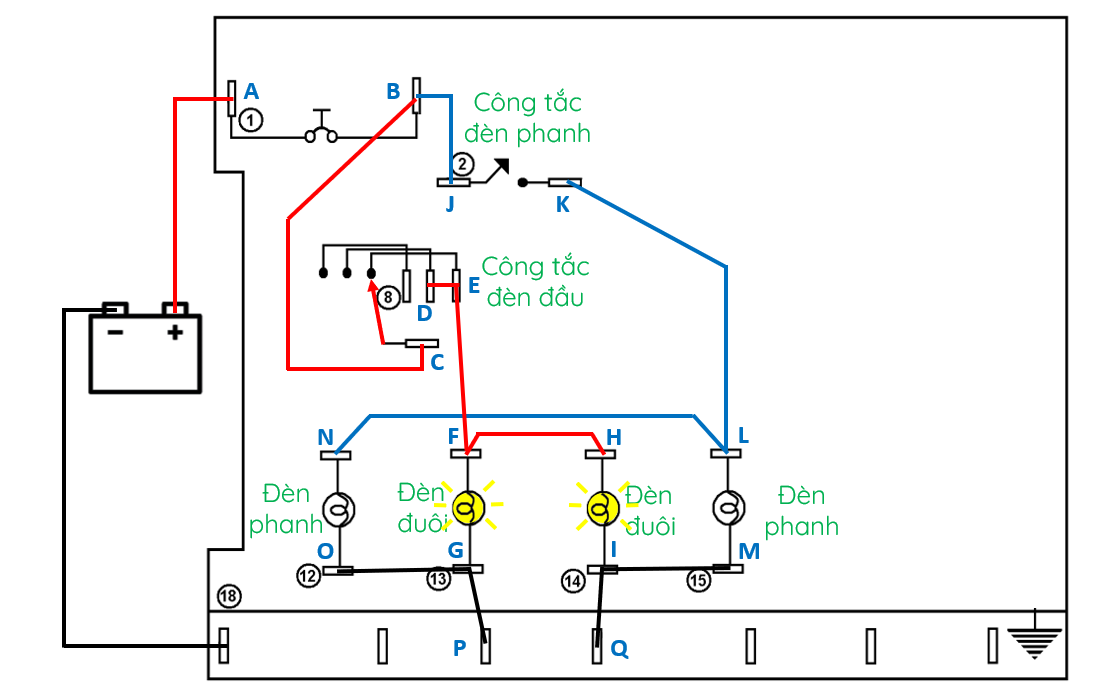 A
B
1
Công tắc
đèn phanh
2
J
K
Công tắc
đèn đầu
E
8
D
C
− +
N
F
H
L
Đèn
phanh
Đèn
đuôi
Đèn
đuôi
Đèn
phanh
O
G
I
M
12
13
14
15
18
P
Q